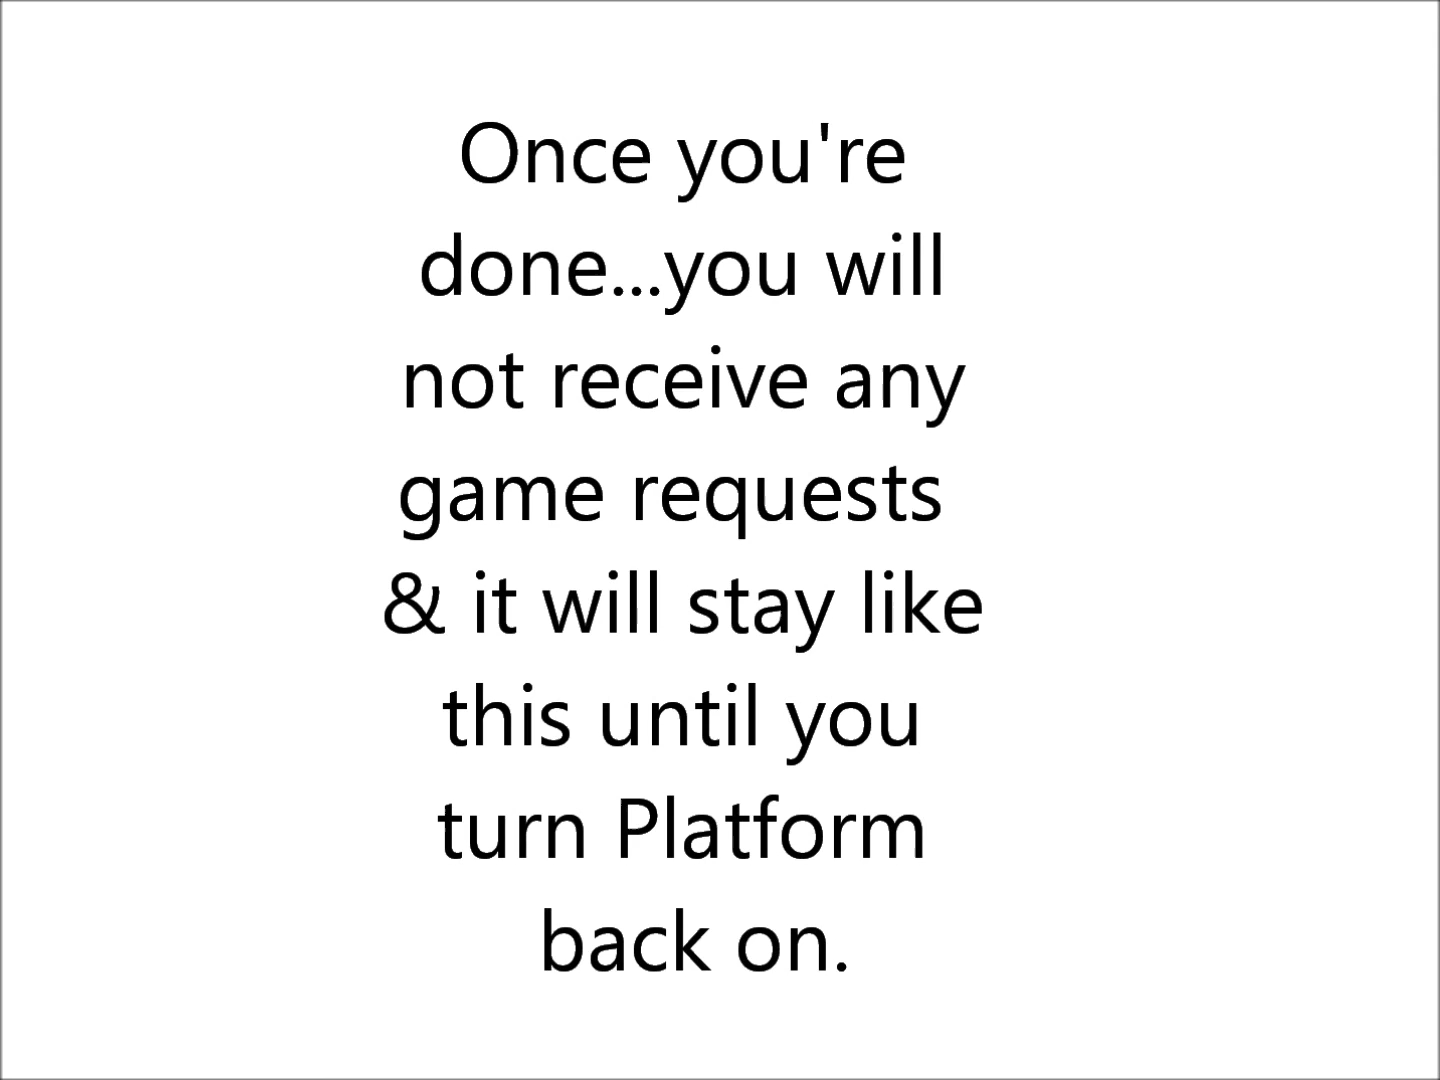 Once you're
done...you will
not receive any
game requests
& it will stay like
this until you
turn Platform
back on.